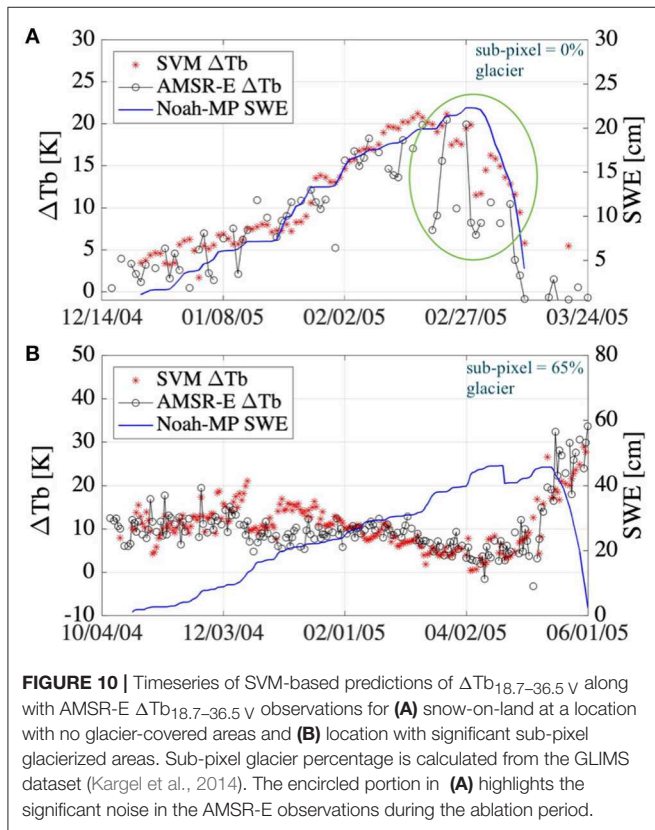 A
sub-pixel = 0%
glacier
SVM ΔTb
AMSR-E ΔTb
Noah-MP SWE
ΔTb [K]
30
25
20
15
10
5
0
SWE [cm]
30
25
20
15
10
5
12/14/04 01/08/05 02/02/05 02/27/05 03/24/05
B
sub-pixel = 65%
glacier
SVM ΔTb
AMSR-E ΔTb
Noah-MP SWE
ΔTb [K]
50
40
30
20
10
0
-10
SWE [cm]
80
60
40
20
0
10/04/04 12/03/04 02/01/05 04/02/05 06/01/05
FIGURE 10 | Timeseries of SVM-based predictions of ΔTb18.7–36.5 V along
with AMSR-E ΔTb18.7–36.5 V observations for (A) snow-on-land at a location
with no glacier-covered areas and (B) location with significant sub-pixel
glacierized areas. Sub-pixel glacier percentage is calculated from the GLIMS
dataset (Kargel et al., 2014). The encircled portion in (A) highlights the
significant noise in the AMSR-E observations during the ablation period.